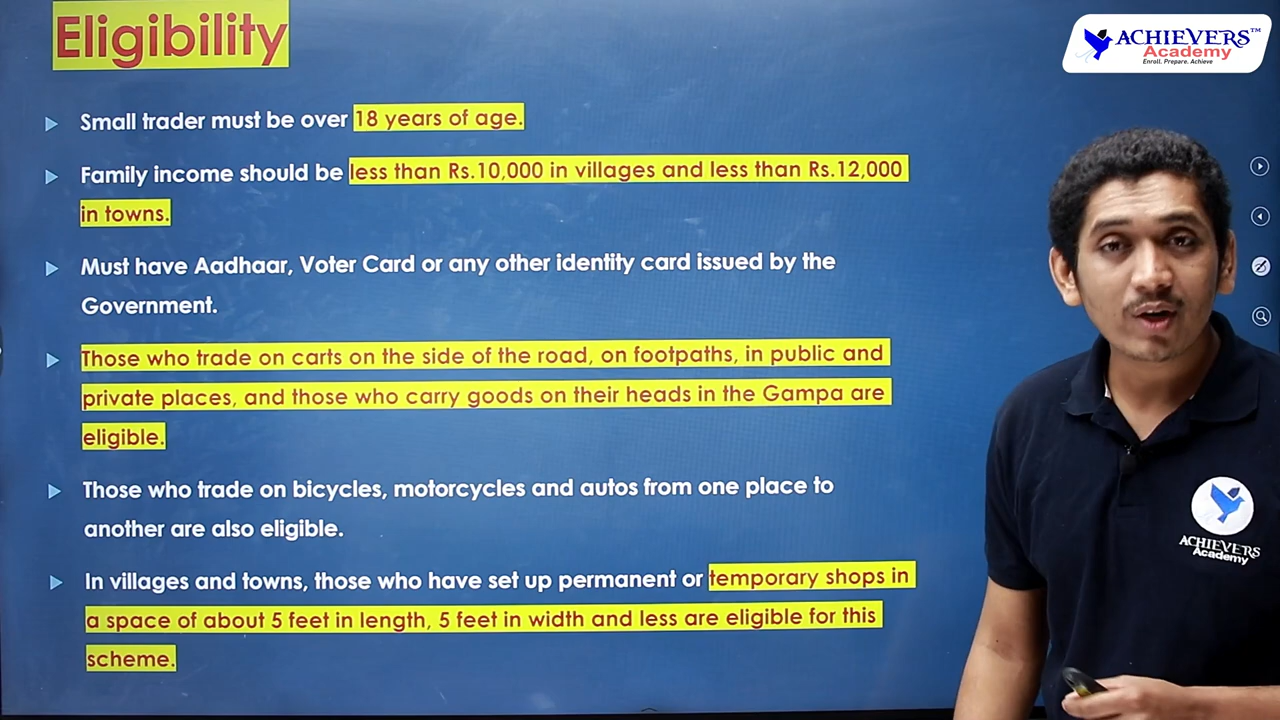 Eligibility
ACHIEVERS™
Academy
Enroll. Prepare. Achieve
Small trader must be over 18 years of age.
Family income should be less than Rs.10,000 in villages and less than Rs.12,000
in towns.
Must have Aadhaar, Voter Card or any other identity card issued by the
Government.
Those who trade on carts on the side of the road, on footpaths, in public and
private places, and those who carry goods on their heads in the Gampa are
eligible.
Those who trade on bicycles, motorcycles and autos from one place to
another are also eligible.
In villages and towns, those who have set up permanent or temporary shops in
a space of about 5 feet in length, 5 feet in width and less are eligible for this
scheme.
ACHIEVERS
Academy